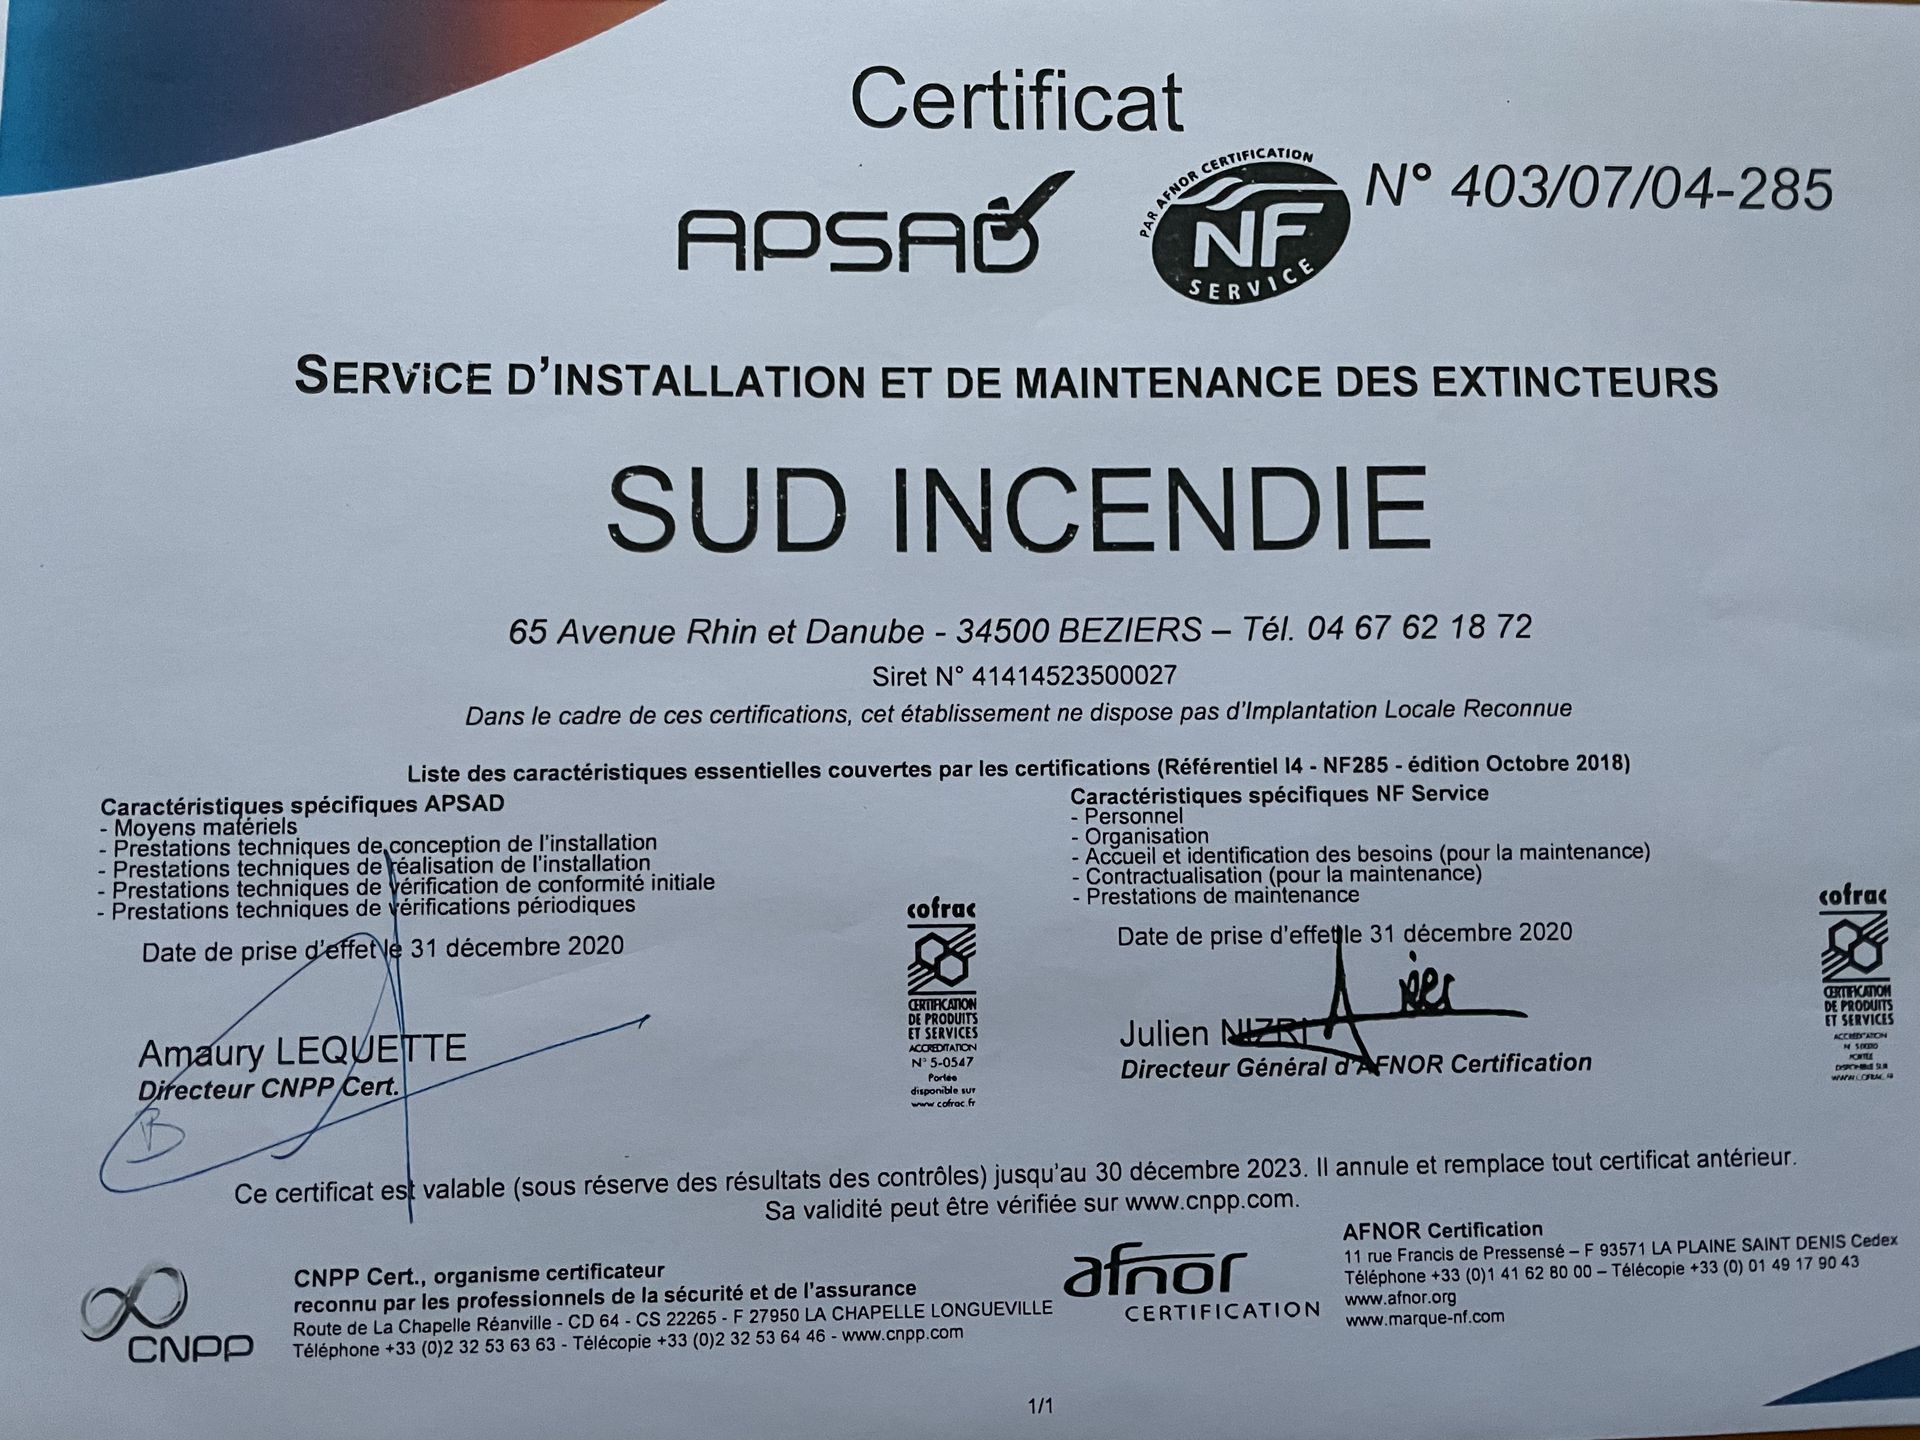 Certificat
APSAD
PAR AFNOR CERTIFICATION
NF
SERVICE
N° 403/07/04-285
SERVICE D'INSTALLATION ET DE MAINTENANCE DES EXTINCTEURS
SUD INCENDIE
65 Avenue Rhin et Danube - 34500 BEZIERS – Tél. 04 67 62 18 72
Siret N° 41414523500027
Dans le cadre de ces certifications, cet établissement ne dispose pas d'Implantation Locale Reconnue
Liste des caractéristiques essentielles couvertes par les certifications (Référentiel I4 - NF285 - édition Octobre 2018)
Caractéristiques spécifiques APSAD
- Moyens matériels
- Prestations techniques de conception de l'installation
- Prestations techniques de réalisation de l'installation
- Prestations techniques de vérification de conformité initiale
- Prestations techniques de vérifications périodiques
Date de prise d'effet le 31 décembre 2020
Amaury LEQUETTE
Directeur CNPP Cert.
cofrac
CERTIFICATION
DE PRODUITS
ET SERVICES
ACCREDITATION
N° 5-0547
Portée
disponible sur
www.cofrac.fr
Caractéristiques spécifiques NF Service
- Personnel
- Organisation
- Accueil et identification des besoins (pour la maintenance)
- Contractualisation (pour la maintenance)
- Prestations de maintenance
Date de prise d'effet le 31 décembre 2020
Julien NIZRI
Directeur Général d'AFNOR Certification
cofrac
CERTIFICATION
DE PRODUITS
ET SERVICES
ACCREDITATION
PORTÉE
DISPONIBLE SUR
WWW.COFRAC.FR
Ce certificat est valable (sous réserve des résultats des contrôles) jusqu'au 30 décembre 2023. Il annule et remplace tout certificat antérieur.
Sa validité peut être vérifiée sur www.cnpp.com.
CNPP
CNPP Cert., organisme certificateur
reconnu par les professionnels de la sécurité et de l'assurance
Route de La Chapelle Réanville - CD 64 - CS 22265 - F 27950 LA CHAPELLE LONGUEVILLE
Téléphone +33 (0)2 32 53 63 63 - Télécopie +33 (0)2 32 53 64 46 - www.cnpp.com
afnor
CERTIFICATION
AFNOR Certification
11 rue Francis de Pressensé – F 93571 LA PLAINE SAINT DENIS Cedex
Téléphone +33 (0)1 41 62 80 00 – Télécopie +33 (0) 01 49 17 90 43
www.afnor.org
www.marque-nf.com
1/1